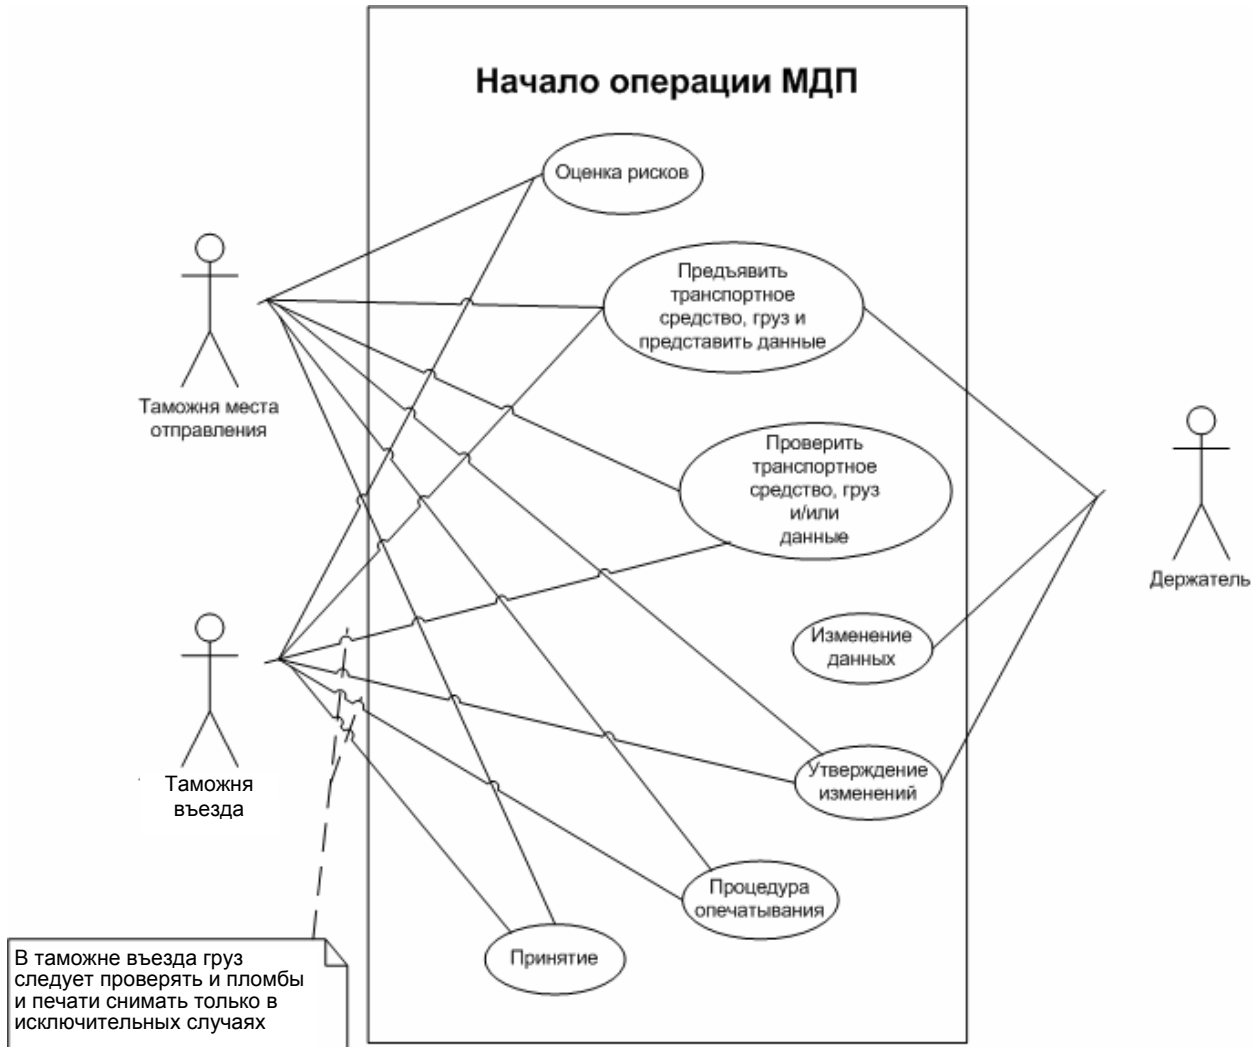 Начало операции МДП
Оценка рисков
Предъявить
транспортное
средство, груз и
представить данные
Таможня места
отправления
Проверить
транспортное
средство, груз
и/или
данные
Держатель
Изменение
данных
Таможня
въезда
Утверждение
изменений
Процедура
опечатывания
Принятие
В таможне въезда груз
следует проверять и пломбы
и печати снимать только в
исключительных случаях